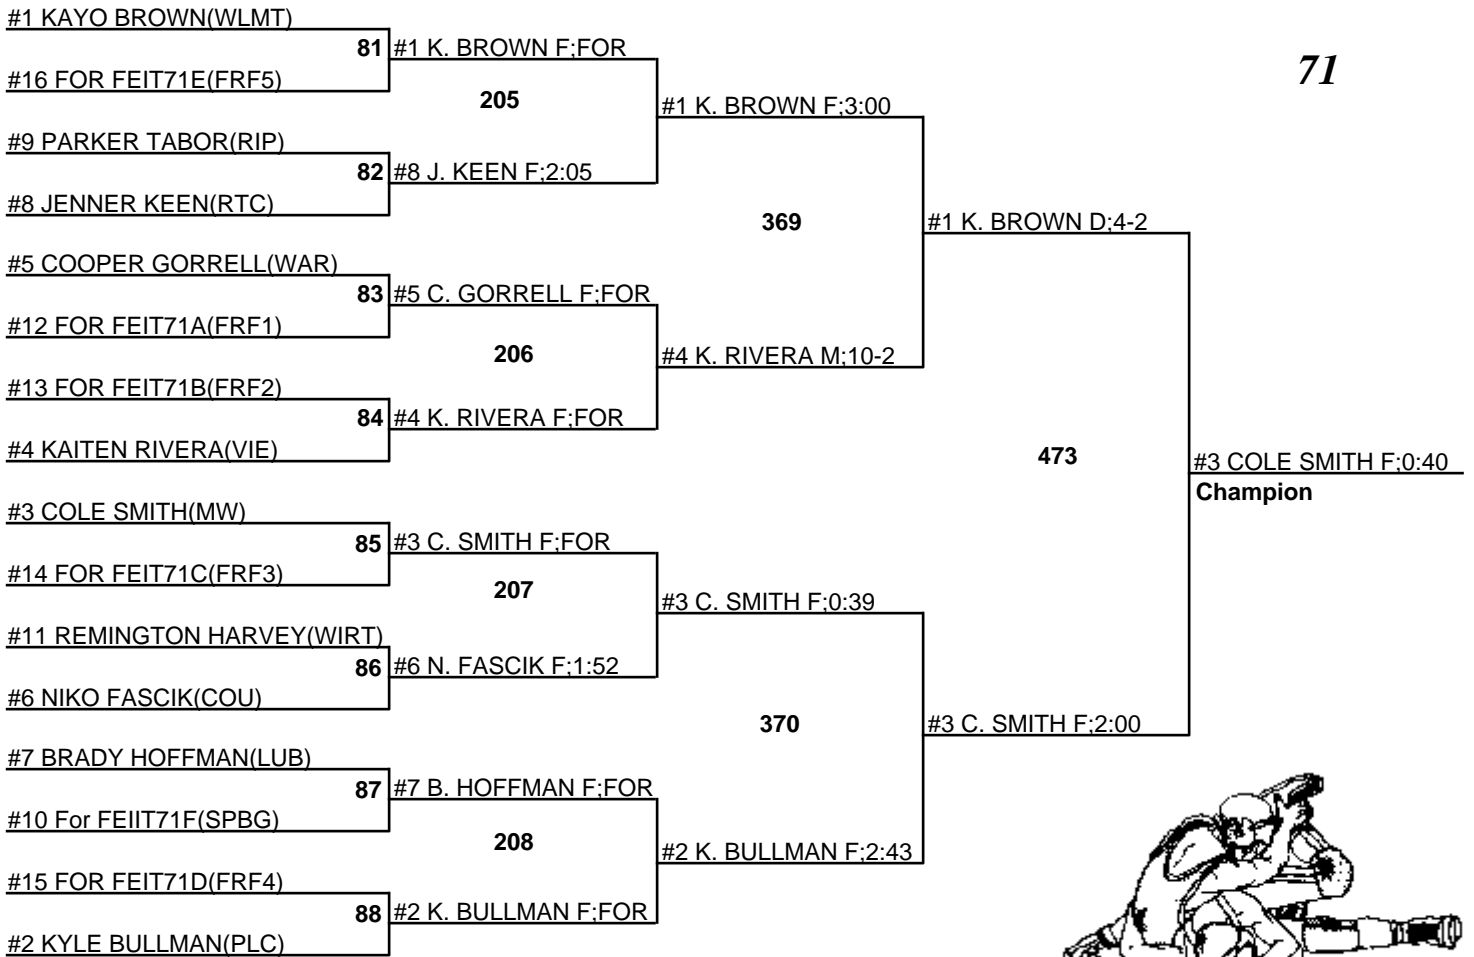 #1 KAYO BROWN(WLMT)
81
#1 K. BROWN F;FOR
71
#16 FOR FEIT71E(FRF5)
205
#1 K. BROWN F;3:00
#9 PARKER TABOR(RIP)
82
#8 J. KEEN F;2:05
#8 JENNER KEEN(RTC)
369
#1 K. BROWN D;4-2
#5 COOPER GORRELL(WAR)
83
#5 C. GORRELL F;FOR
#12 FOR FEIT71A(FRF1)
206
#4 K. RIVERA M;10-2
#13 FOR FEIT71B(FRF2)
84
#4 K. RIVERA F;FOR
#4 KAITEN RIVERA(VIE)
473
#3 COLE SMITH F;0:40
Champion
#3 COLE SMITH(MW)
85
#3 C. SMITH F;FOR
#14 FOR FEIT71C(FRF3)
207
#3 C. SMITH F;0:39
#11 REMINGTON HARVEY(WIRT)
86
#6 N. FASCIK F;1:52
#6 NIKO FASCIK(COU)
370
#3 C. SMITH F;2:00
#7 BRADY HOFFMAN(LUB)
87
#7 B. HOFFMAN F;FOR
#10 For FEIIT71F(SPBG)
208
#2 K. BULLMAN F;2:43
#15 FOR FEIT71D(FRF4)
88
#2 K. BULLMAN F;FOR
#2 KYLE BULLMAN(PLC)